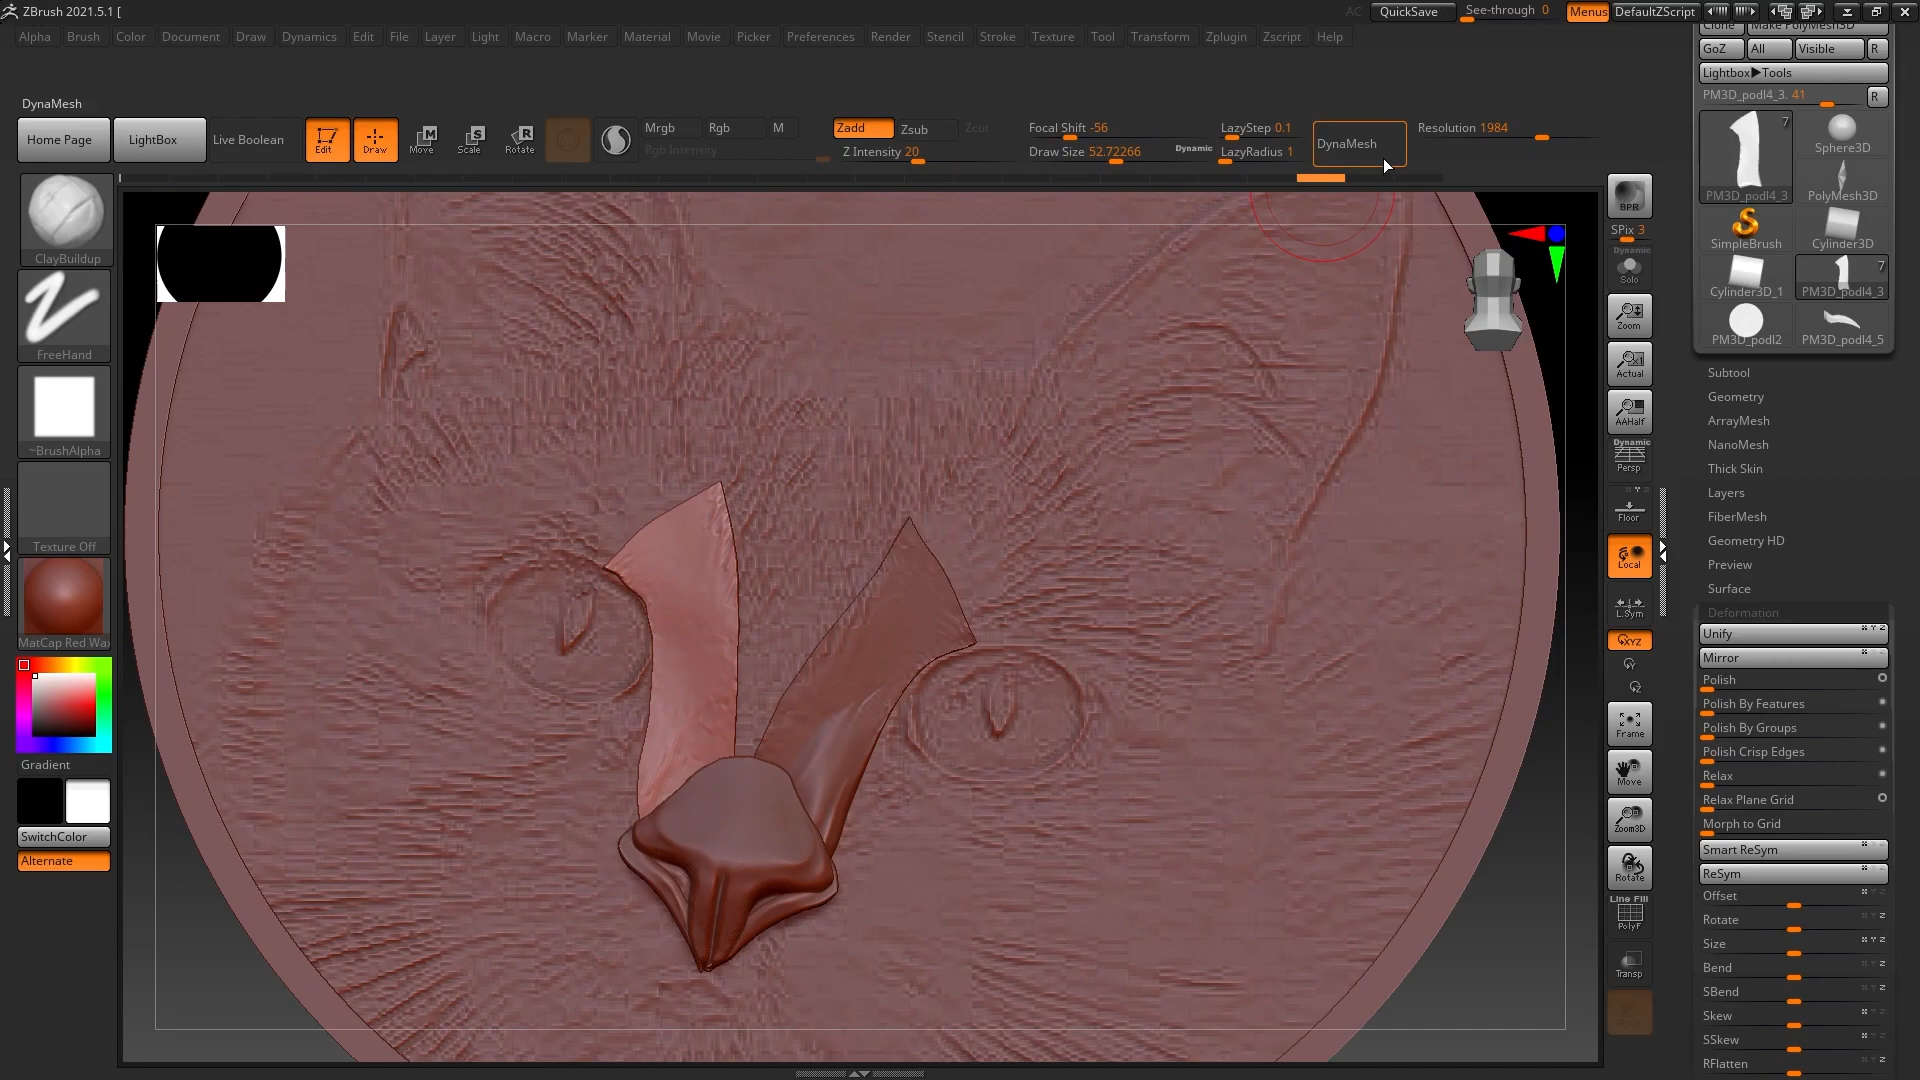 ZBrush 2021.5.1 [
AC QuickSave See-through 0 Menus DefaultZScript
Alpha Brush Color Document Draw Dynamics Edit File Layer Light Macro Marker Material Movie Picker Preferences Render Stencil Stroke Texture Tool Transform Zplugin Zscript Help
DynaMesh
Home Page LightBox Live Boolean Edit Draw Move Scale Rotate
Mrgb Rgb M
Rgb Intensity
Zadd Zsub Zcut
Z Intensity 20
Focal Shift -56
Draw Size 52.72266 Dynamic
LazyStep 0.1
LazyRadius 1
DynaMesh
Resolution 1984
ClayBuildup
FreeHand
~BrushAlpha
Texture Off
MatCap Red Wax
Gradient
SwitchColor
Alternate
BPR
SPix 3
Dynamic
Solo
Zoom
Actual
AAHalf
Dynamic
Persp
Floor
Local
L.Sym
XYZ
Y
Z
Frame
Move
Zoom3D
Rotate
Line Fill
PolyF
Transp
Clone Make PolyMesh3D
GoZ All Visible R
Lightbox▶Tools
PM3D_podl4_3. 41 R
7
PM3D_podl4_3
Sphere3D
PolyMesh3D
SimpleBrush
Cylinder3D
Cylinder3D_1
7
PM3D_podl4_3
PM3D_podl2
PM3D_podl4_5
Subtool
Geometry
ArrayMesh
NanoMesh
Thick Skin
Layers
FiberMesh
Geometry HD
Preview
Surface
Deformation
Unify
Mirror
Polish
Polish By Features
Polish By Groups
Polish Crisp Edges
Relax
Relax Plane Grid
Morph to Grid
Smart ReSym
ReSym
Offset
Rotate
Size
Bend
SBend
Skew
SSkew
RFlatten